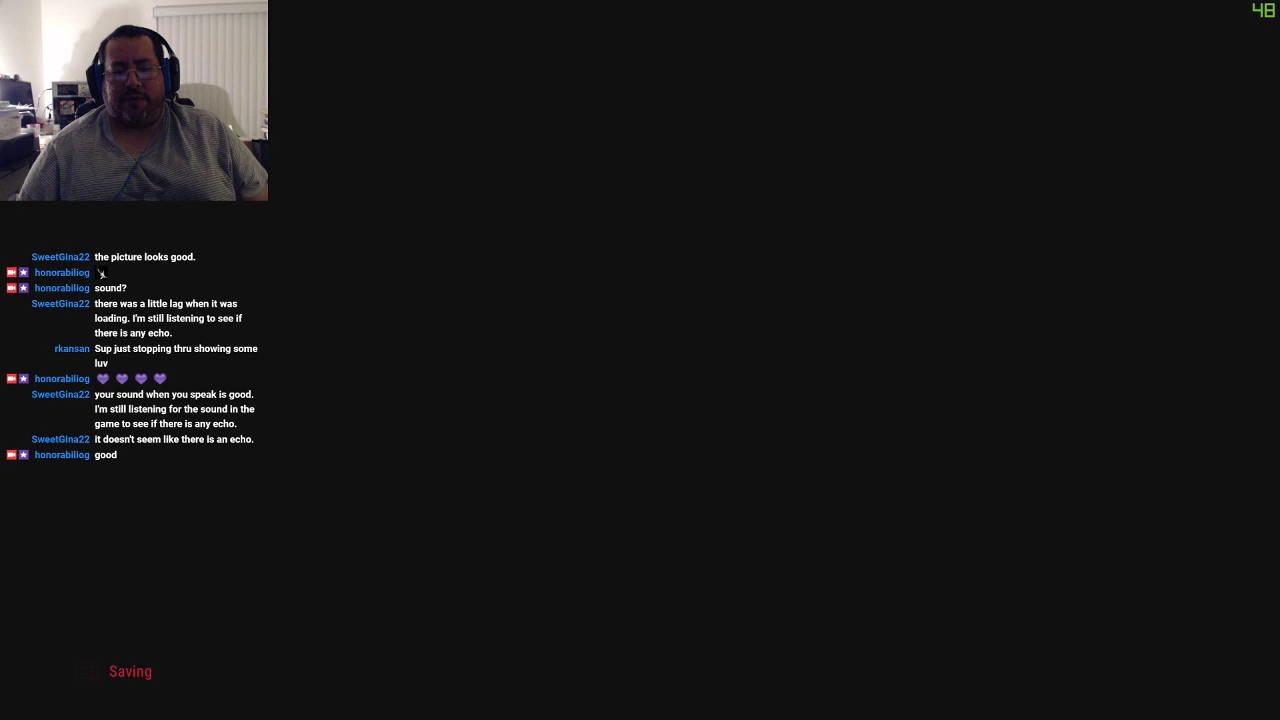 48
SweetGina22 the picture looks good.
honorabiliog
honorabiliog sound?
SweetGina22 there was a little lag when it was
loading. I'm still listening to see if
there is any echo.
rkansan Sup just stopping thru showing some
luv
honorabiliog 💜 💜 💜 💜
SweetGina22 your sound when you speak is good.
I'm still listening for the sound in the
game to see if there is any echo.
SweetGina22 it doesn't seem like there is an echo.
honorabiliog good
Saving